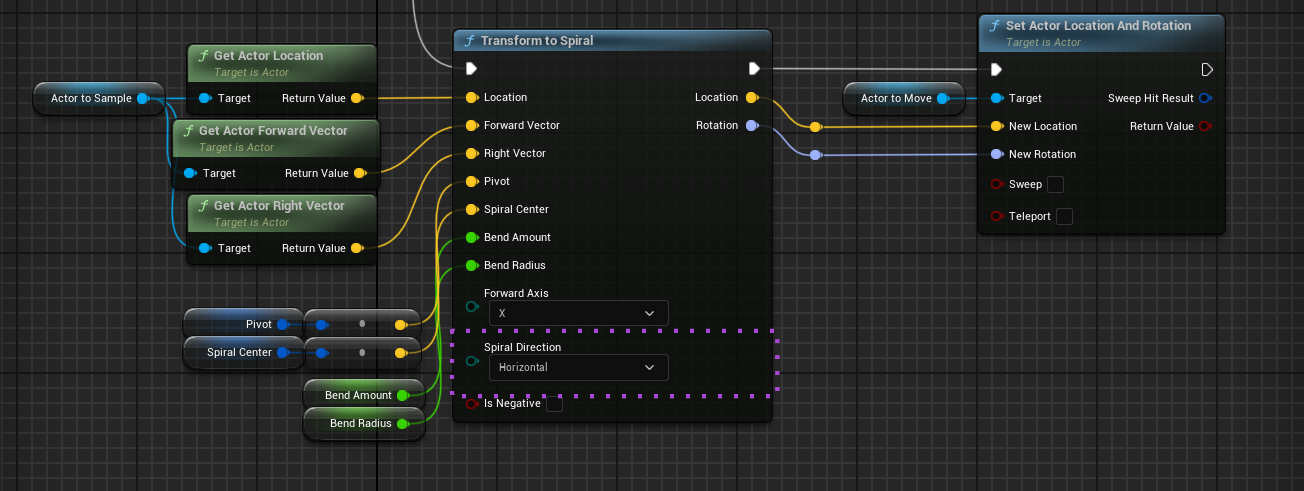 Actor to Sample
Get Actor Location
Target is Actor
Target
Return Value
Get Actor Forward Vector
Target is Actor
Target
Return Value
Get Actor Right Vector
Target is Actor
Target
Return Value
Pivot
Spiral Center
Bend Amount
Bend Radius
Transform to Spiral
Location
Location
Forward Vector
Rotation
Right Vector
Pivot
Spiral Center
Bend Amount
Bend Radius
Forward Axis
X
Spiral Direction
Horizontal
Is Negative
Actor to Move
Set Actor Location And Rotation
Target is Actor
Target
Sweep Hit Result
New Location
Return Value
New Rotation
Sweep
Teleport